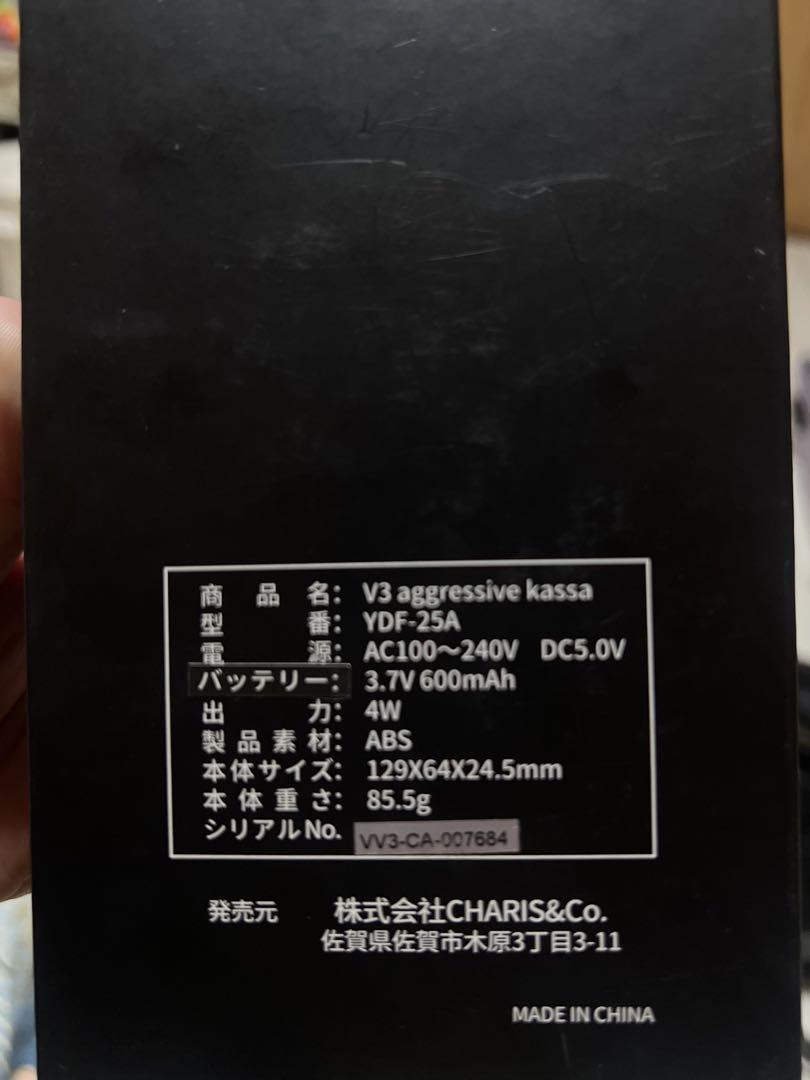 商品名： V3 aggressive kassa
型番： YDF-25A
電源： AC100～240V DC5.0V
バッテリー： 3.7V 600mAh
出力： 4W
製品素材： ABS
本体サイズ： 129X64X24.5mm
本体重さ： 85.5g
シリアルNo. VV3-CA-007684
発売元 株式会社CHARIS&Co.
佐賀県佐賀市木原3丁目3-11
MADE IN CHINA